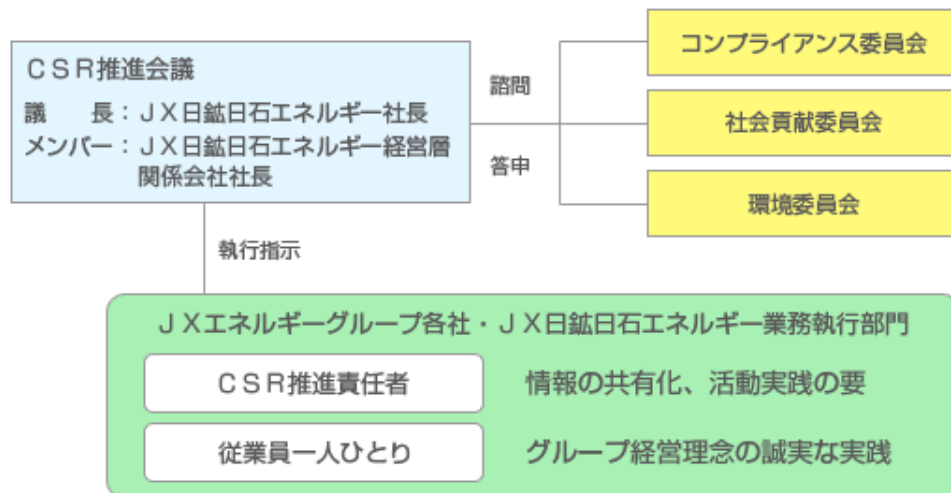 ＣＳＲ推進会議
議　　長：ＪＸ日鉱日石エネルギー社長
メンバー：ＪＸ日鉱日石エネルギー経営層
関係会社社長
諮問
答申
コンプライアンス委員会
社会貢献委員会
環境委員会
執行指示
ＪＸエネルギーグループ各社・ＪＸ日鉱日石エネルギー業務執行部門
ＣＳＲ推進責任者
情報の共有化、活動実践の要
従業員一人ひとり
グループ経営理念の誠実な実践